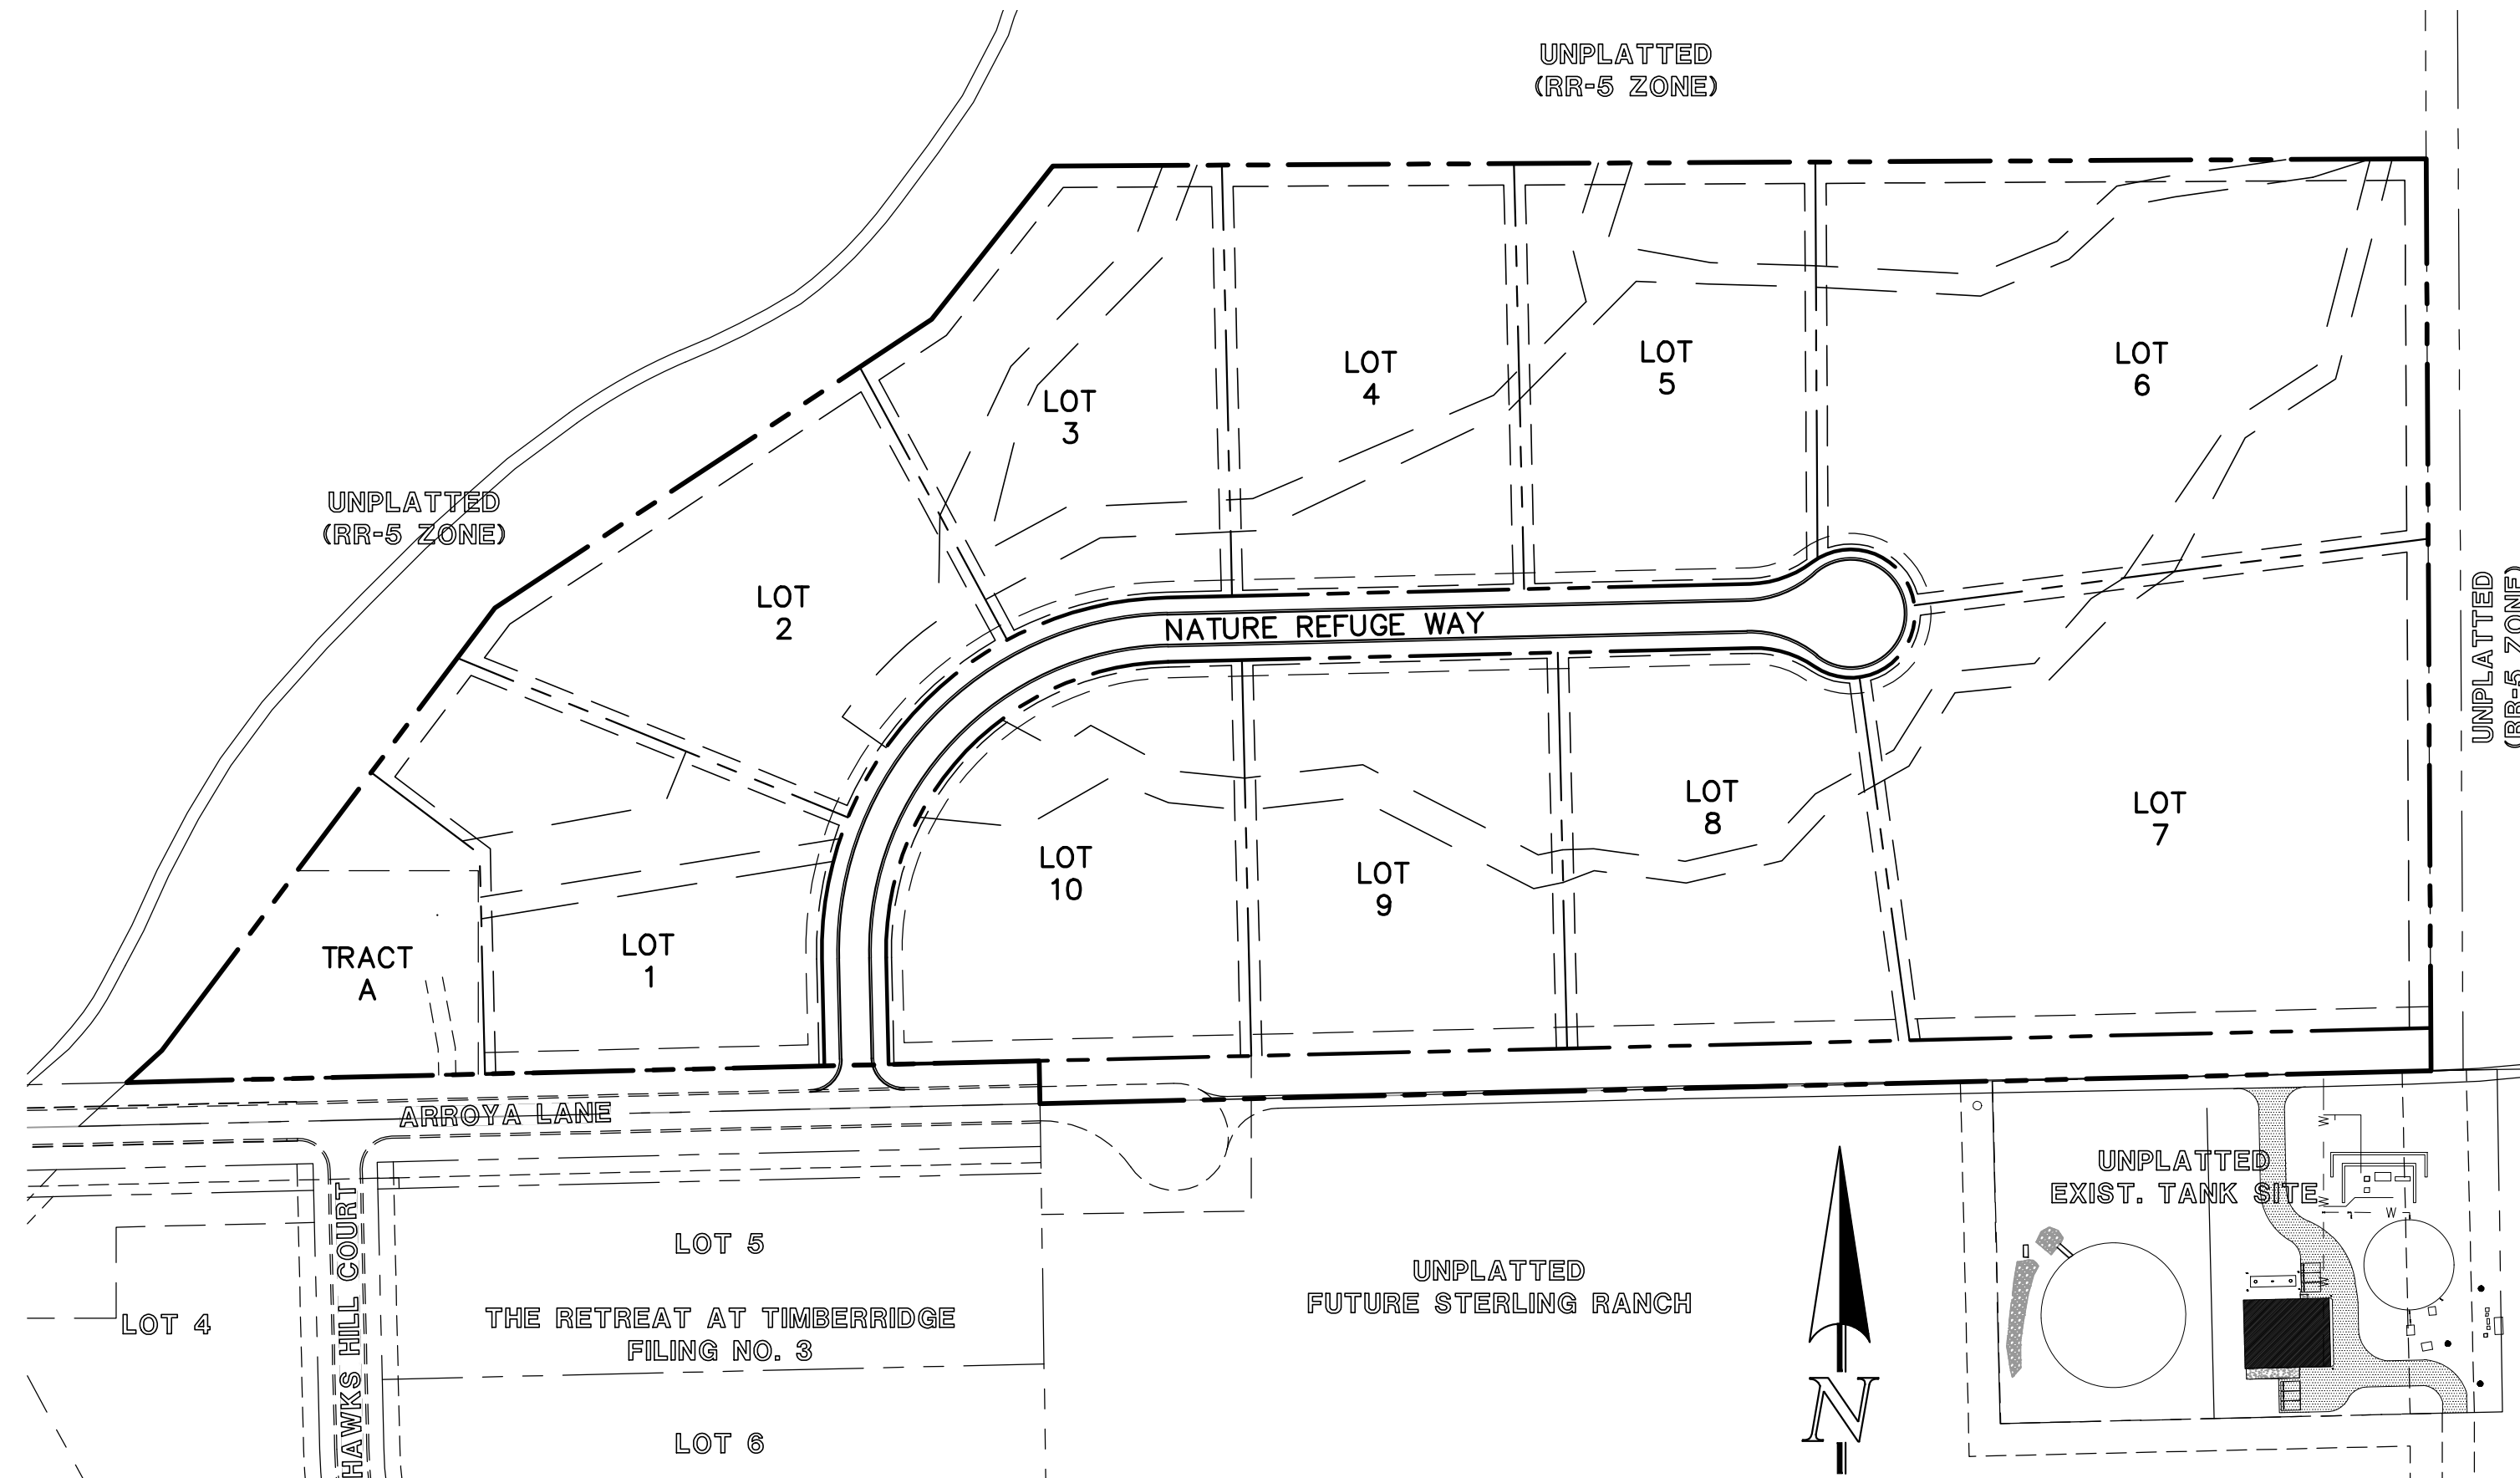 UNPLATTED
(RR-5 ZONE)
UNPLATTED
(RR-5 ZONE)
LOT
3
LOT
4
LOT
5
LOT
6
UNPLATTED
(RR-5 ZONE)
LOT
2
NATURE REFUGE WAY
LOT
10
LOT
9
LOT
8
LOT
7
TRACT
A
LOT
1
ARROYA LANE
HAWKS HILL COURT
LOT 5
LOT 4
THE RETREAT AT TIMBERRIDGE
FILING NO. 3
LOT 6
UNPLATTED
FUTURE STERLING RANCH
N
UNPLATTED
EXIST. TANK SITE
W
W
W
W